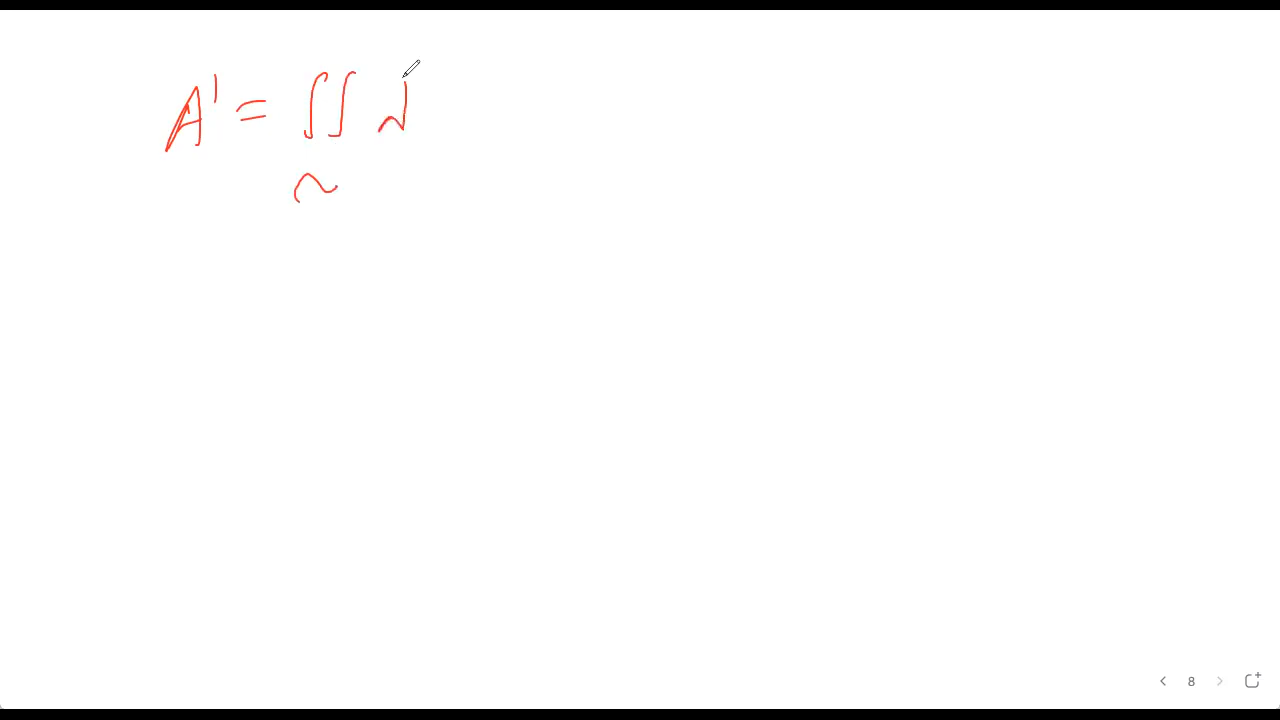 A' = ∬
~
8